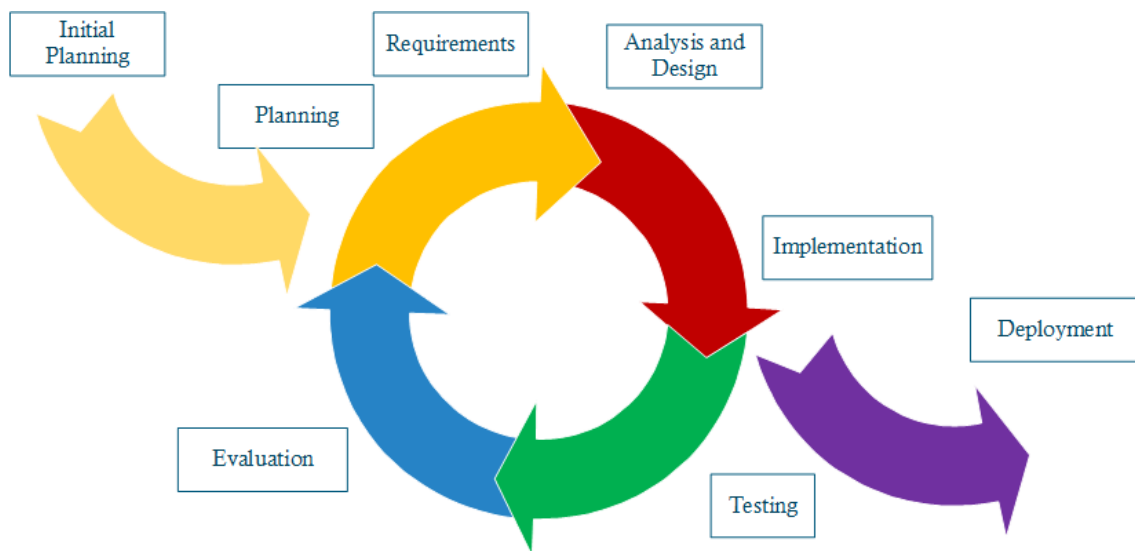 Initial
Planning
Planning
Requirements
Analysis and
Design
Implementation
Deployment
Testing
Evaluation